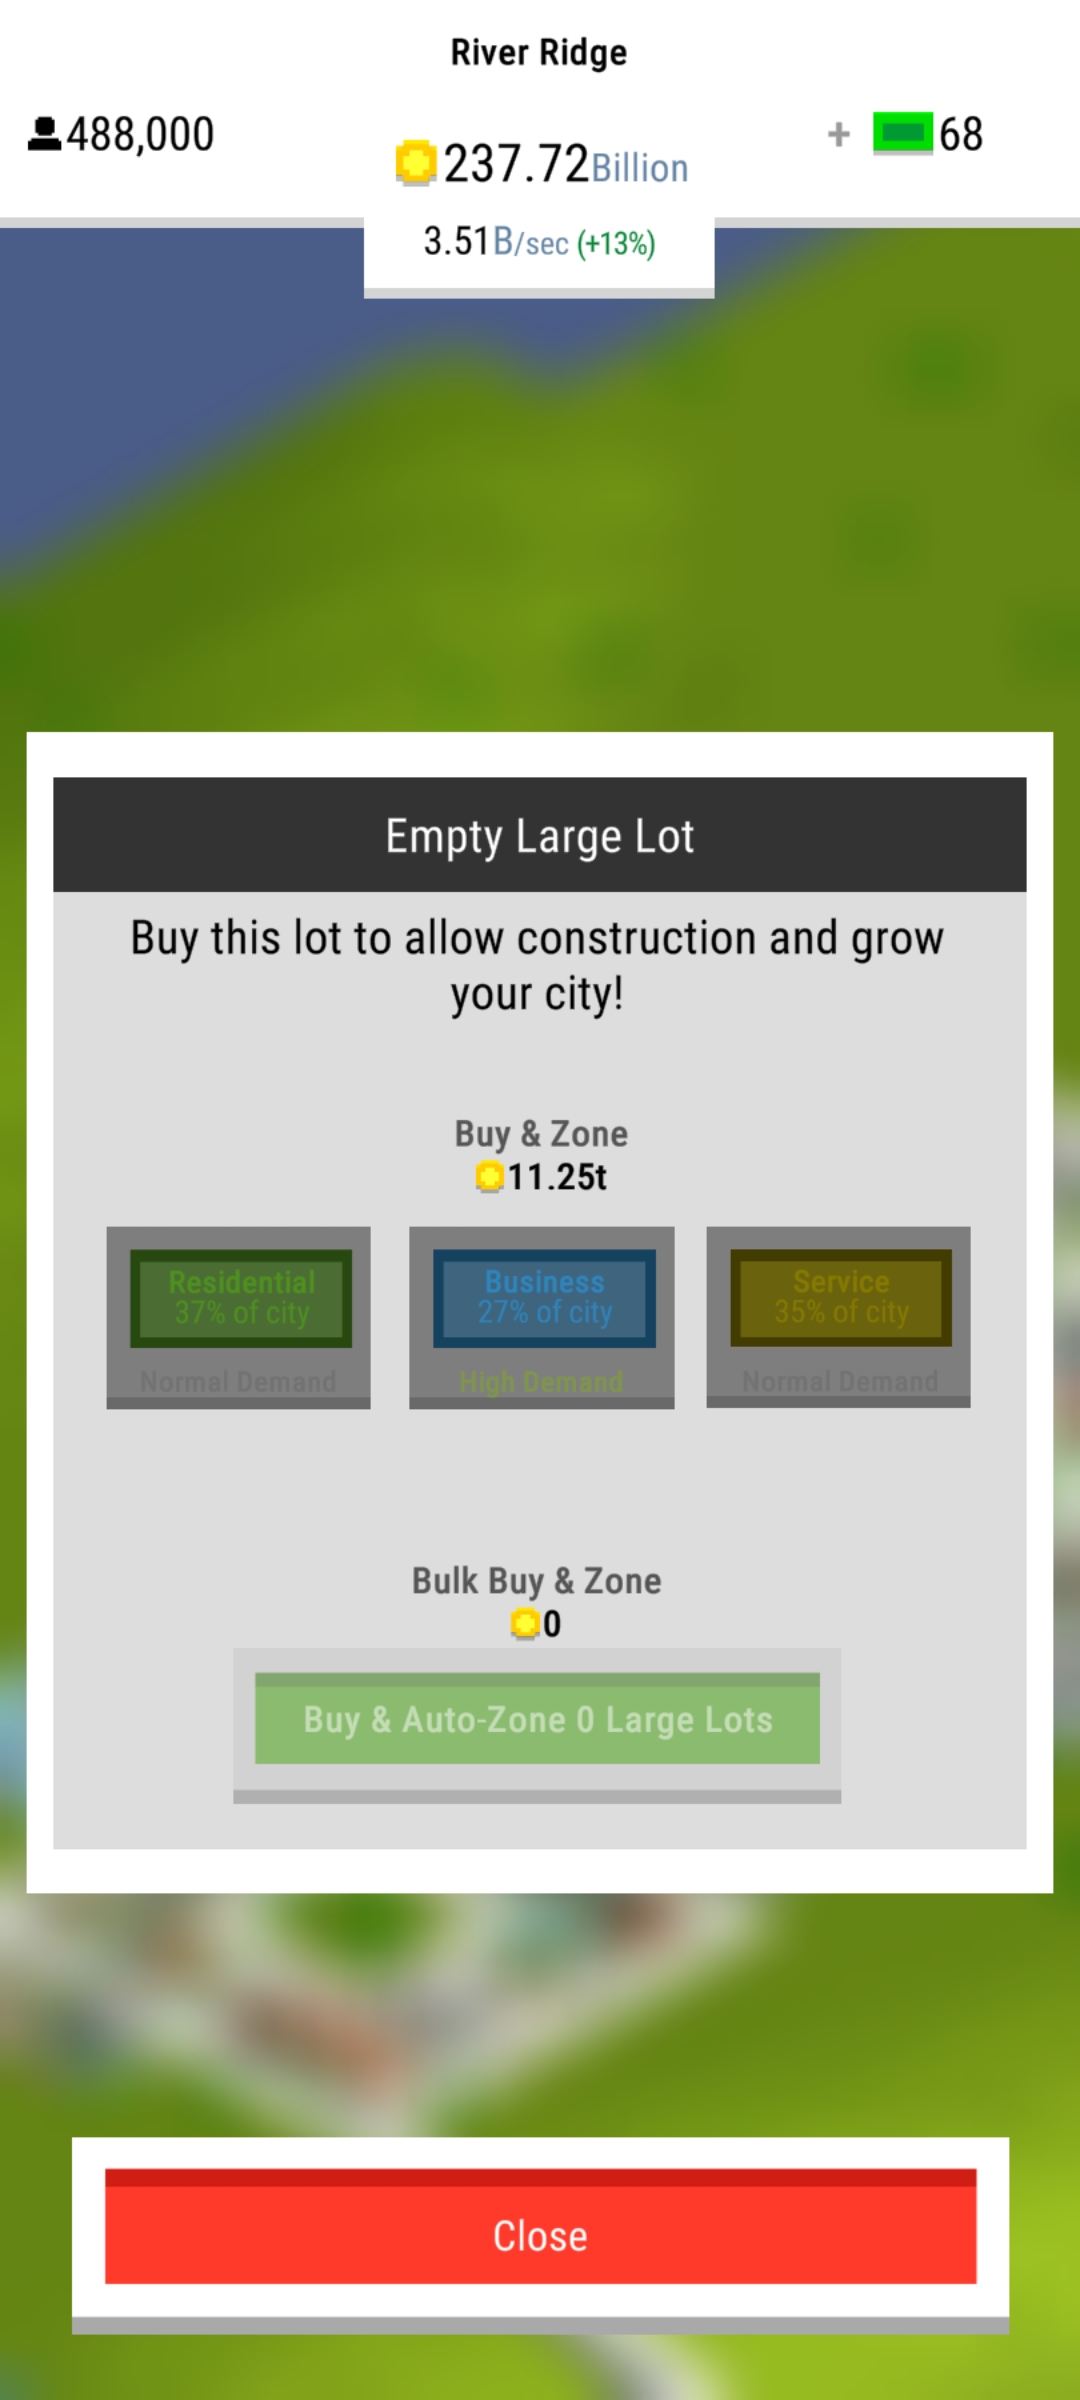 River Ridge
488,000
237.72Billion
+ 68
3.51B/sec (+13%)
Empty Large Lot
Buy this lot to allow construction and grow
your city!
Buy & Zone
11.25t
Residential
37% of city
Normal Demand
Business
27% of city
High Demand
Service
35% of city
Normal Demand
Bulk Buy & Zone
0
Buy & Auto-Zone 0 Large Lots
Close